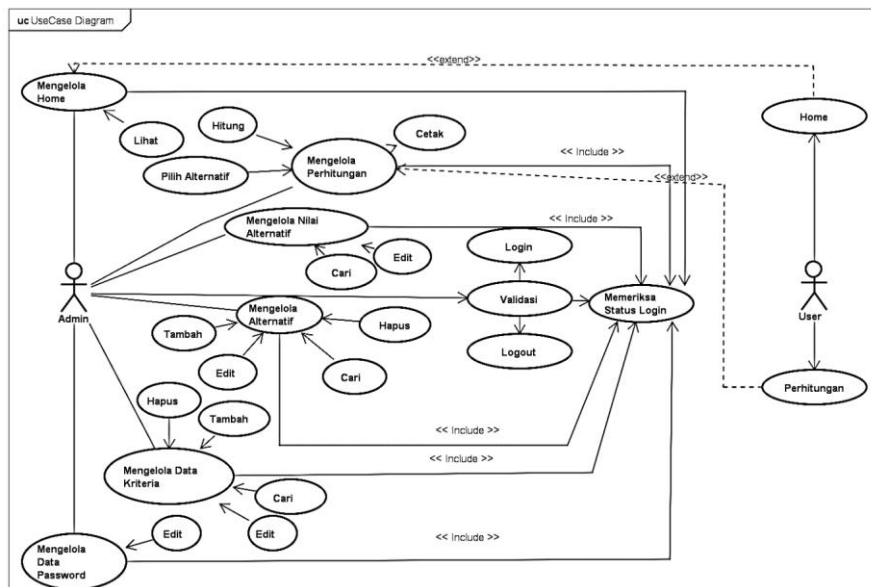 uc UseCase Diagram
<<extend>>
Mengelola
Home
Home
Hitung
Cetak
Lihat
Mengelola
Perhitungan
<< Include >>
Pilih Alternatif
<<extend>>
Mengelola Nilai
Alternatif
<< Include >>
Login
Edit
Cari
Validasi
Memeriksa
Status Login
Admin
User
Mengelola
Alternatif
Hapus
Tambah
Logout
Edit
Cari
Perhitungan
Hapus
Tambah
<< Include >>
Mengelola Data
Kriteria
<< Include >>
Cari
Edit
Edit
Mengelola
Data
Password
<< Include >>